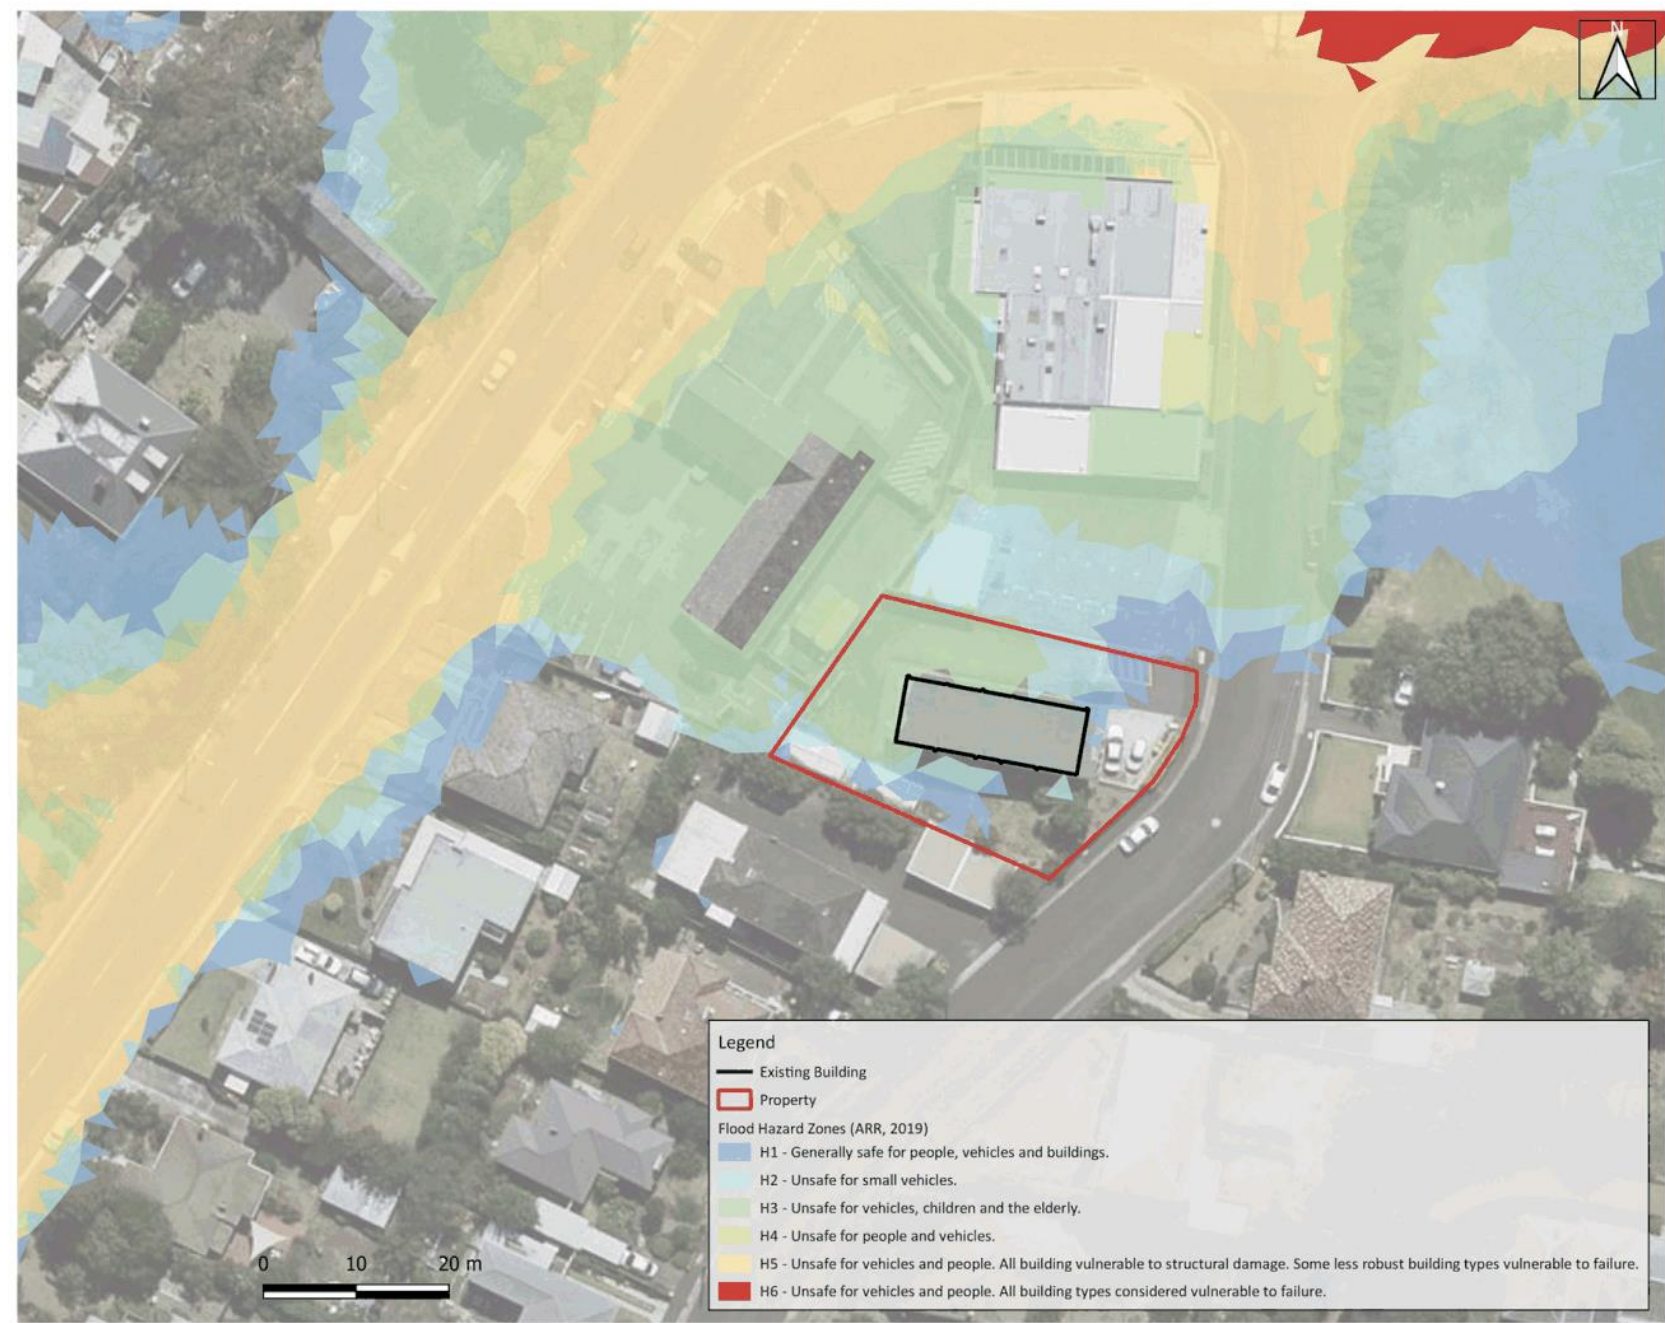 N
Legend
Existing Building
Property
Flood Hazard Zones (ARR, 2019)
H1 - Generally safe for people, vehicles and buildings.
H2 - Unsafe for small vehicles.
H3 - Unsafe for vehicles, children and the elderly.
H4 - Unsafe for people and vehicles.
H5 - Unsafe for vehicles and people. All building vulnerable to structural damage. Some less robust building types vulnerable to failure.
H6 - Unsafe for vehicles and people. All building types considered vulnerable to failure.
0 10 20 m